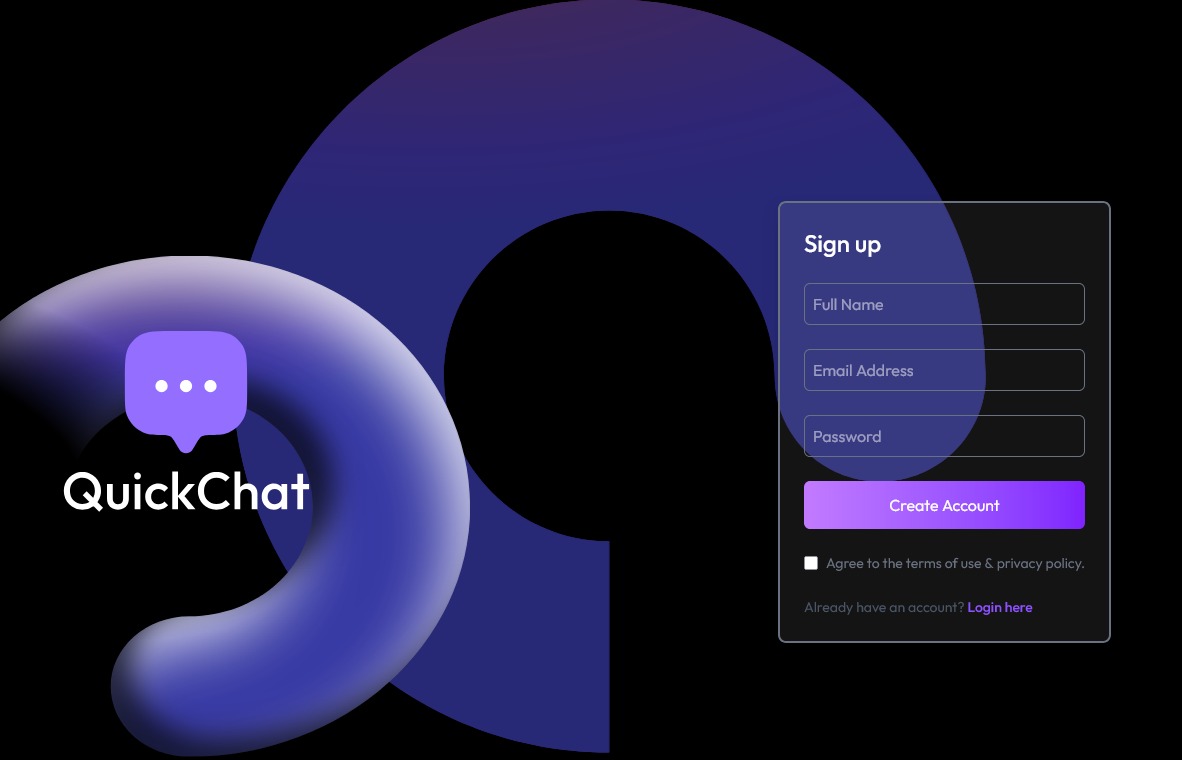 QuickChat
Sign up
Full Name
Email Address
Password
Create Account
Agree to the terms of use & privacy policy.
Already have an account? Login here